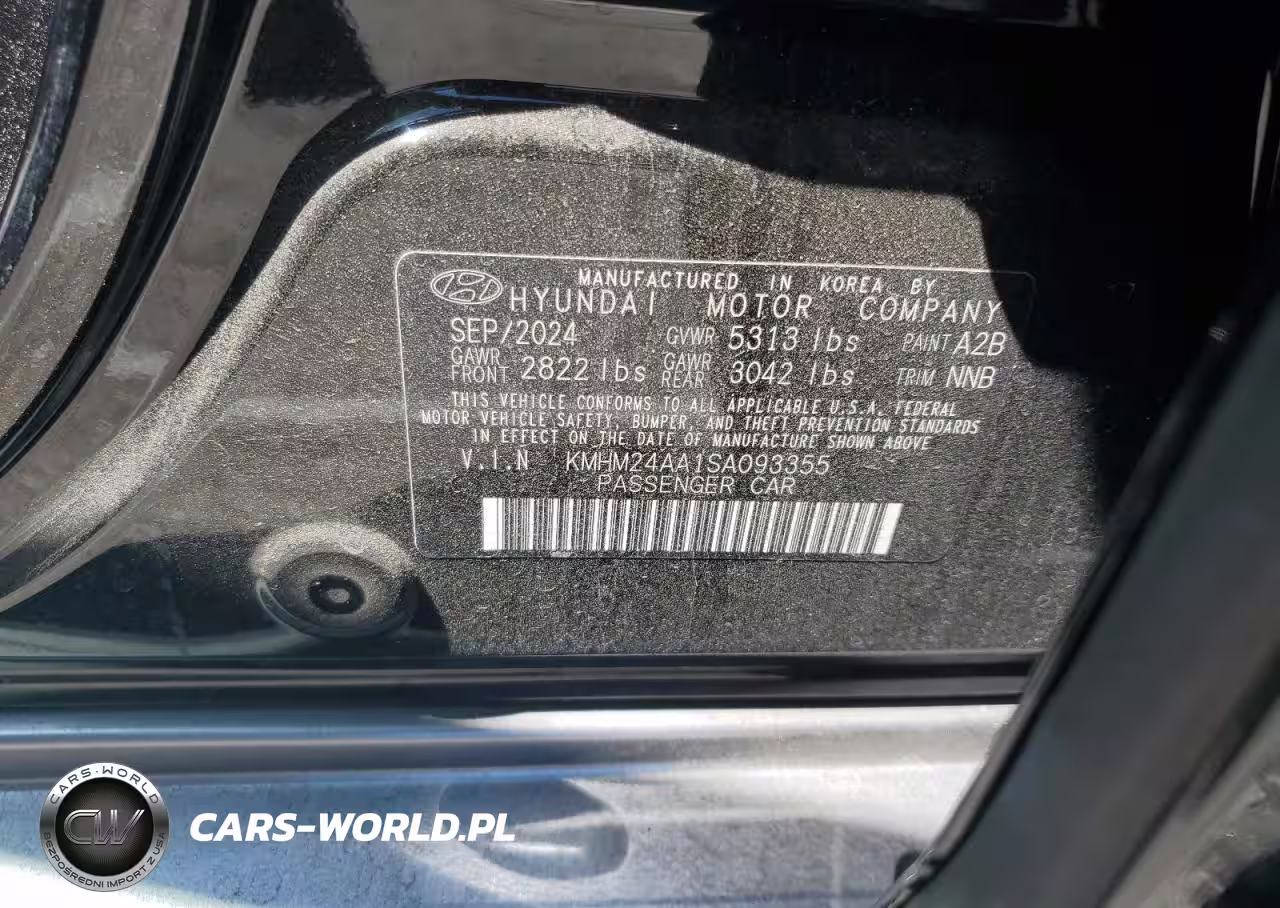 MANUFACTURED IN KOREA BY
HYUNDAI MOTOR COMPANY
SEP/2024 GVWR 5313 lbs PAINT A2B
GAWR FRONT 2822 lbs GAWR REAR 3042 lbs TRIM NNB
THIS VEHICLE CONFORMS TO ALL APPLICABLE U.S.A. FEDERAL
MOTOR VEHICLE SAFETY, BUMPER, AND THEFT PREVENTION STANDARDS
IN EFFECT ON THE DATE OF MANUFACTURE SHOWN ABOVE
V.I.N KMHM24AA1SA093355
PASSENGER CAR
CARS-WORLD
CW
BEZPOŚREDNI IMPORT Z USA
CARS-WORLD.PL